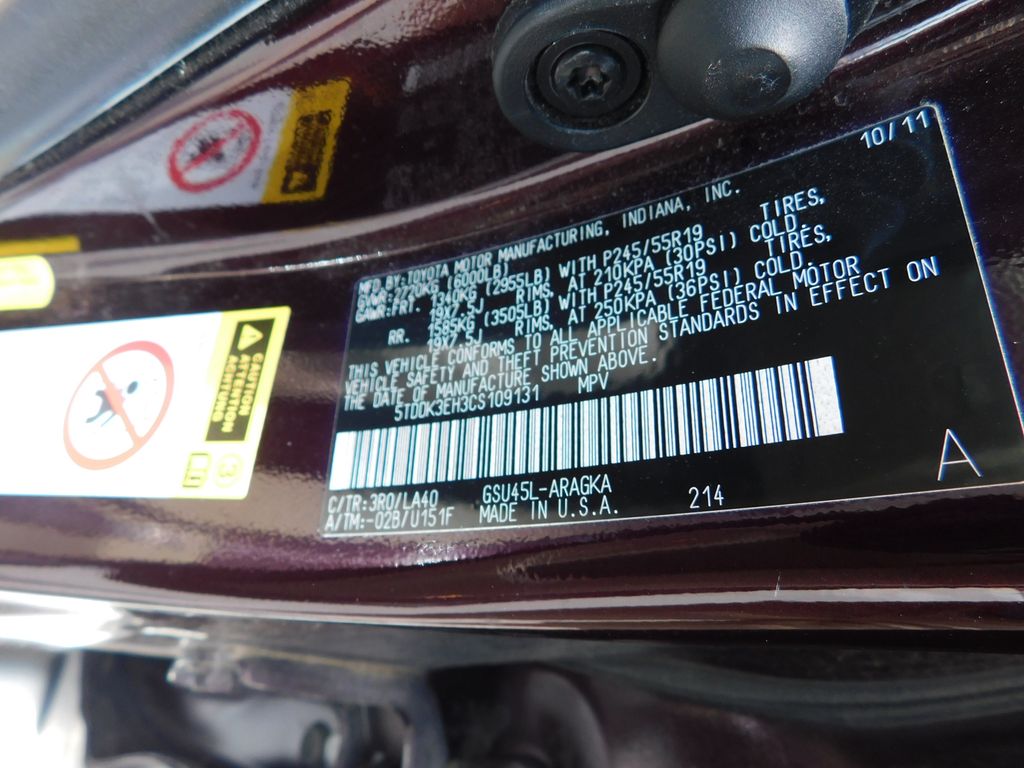 10/11
MFD.BY:TOYOTA MOTOR MANUFACTURING, INDIANA, INC.
GVWR:2720KG (6000LB)
GAWR:FRT. 1340KG (2955LB) WITH P245/55R19 TIRES,
19X7.5J RIMS, AT 210KPA (30PSI) COLD.
RR. 1585KG (3505LB) WITH P245/55R19 TIRES,
19X7.5J RIMS, AT 250KPA (36PSI) COLD.
THIS VEHICLE CONFORMS TO ALL APPLICABLE FEDERAL MOTOR
VEHICLE SAFETY AND THEFT PREVENTION STANDARDS IN EFFECT ON
THE DATE OF MANUFACTURE SHOWN ABOVE.
5TDDK3EH3CS109131 MPV
C/TR:3R0/LA40 GSU45L-ARAGKA
A/TM:-02B/U151F MADE IN U.S.A. 214
A
CAUTION
ATTENTION
ACHTUNG